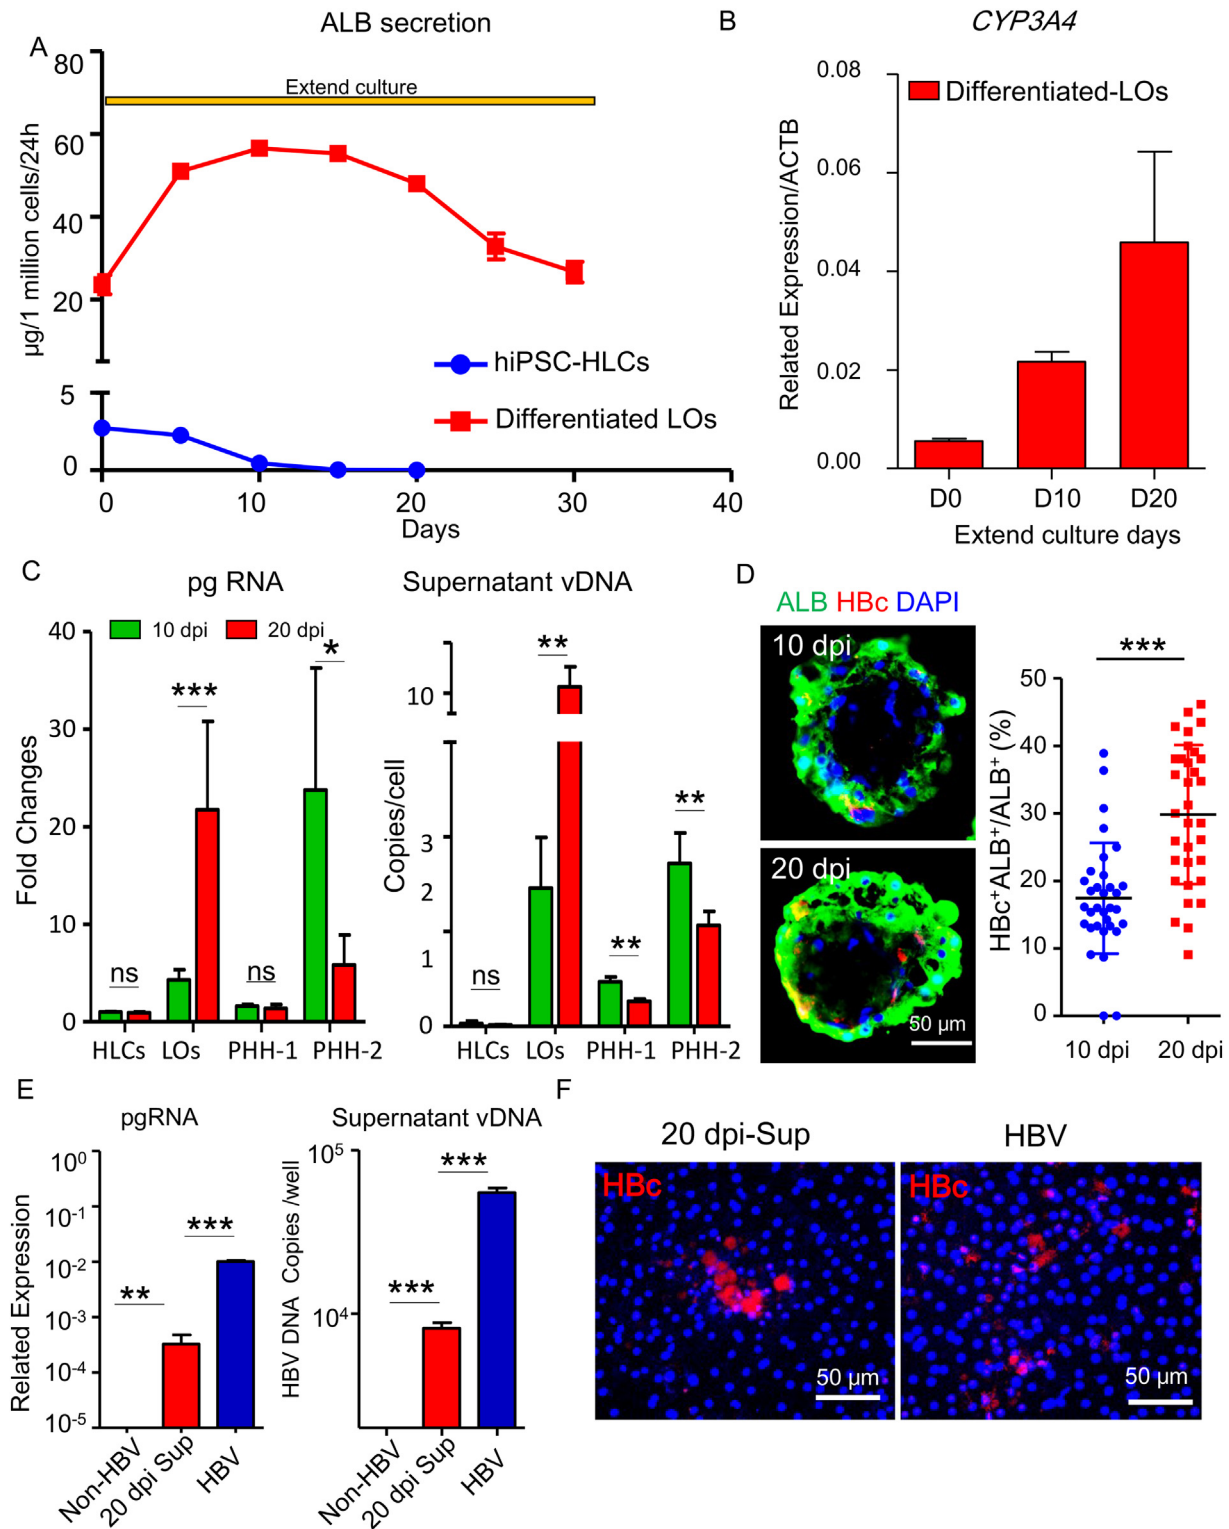 A
ALB secretion
80
60
40
20
5
0
µg/1 million cells/24h
Extend culture
hiPSC-HLCs
Differentiated LOs
0
10
20
30
40
Days
B
CYP3A4
0.08
0.06
0.04
0.02
0.00
Related Expression/ACTB
Differentiated-LOs
D0
D10
D20
Extend culture days
C
pg RNA
10 dpi
20 dpi
40
30
20
10
0
Fold Changes
ns
***
ns
*
HLCs
LOs
PHH-1
PHH-2
Supernatant vDNA
10
3
2
1
0
Copies/cell
ns
**
**
**
HLCs
LOs
PHH-1
PHH-2
D
ALB HBc DAPI
10 dpi
20 dpi
50 µm
***
50
40
30
20
10
0
HBc+ALB+/ALB+ (%)
10 dpi
20 dpi
E
pgRNA
10⁰
10⁻¹
10⁻²
10⁻³
10⁻⁴
10⁻⁵
Related Expression
**
***
Non-HBV
20 dpi Sup
HBV
Supernatant vDNA
10⁵
10⁴
HBV DNA Copies /well
***
***
Non-HBV
20 dpi Sup
HBV
F
20 dpi-Sup
HBV
HBc
HBc
50 µm
50 µm